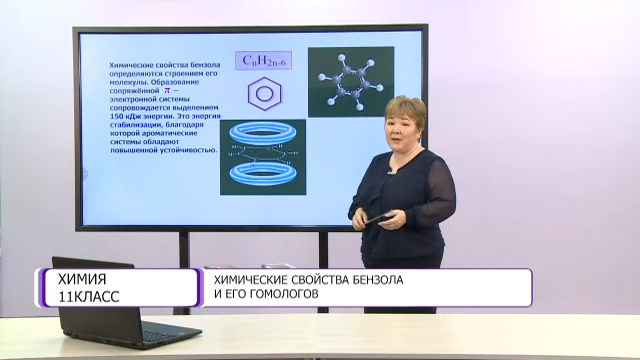 Химические свойства бензола
определяются строением его
молекулы. Образование
сопряжённой π –
электронной системы
сопровождается выделением
150 кДж энергии. Это энергия
стабилизации, благодаря
которой ароматические
системы обладают
повышенной устойчивостью.
CnH2n-6
ХИМИЯ
11КЛАСС
ХИМИЧЕСКИЕ СВОЙСТВА БЕНЗОЛА
И ЕГО ГОМОЛОГОВ